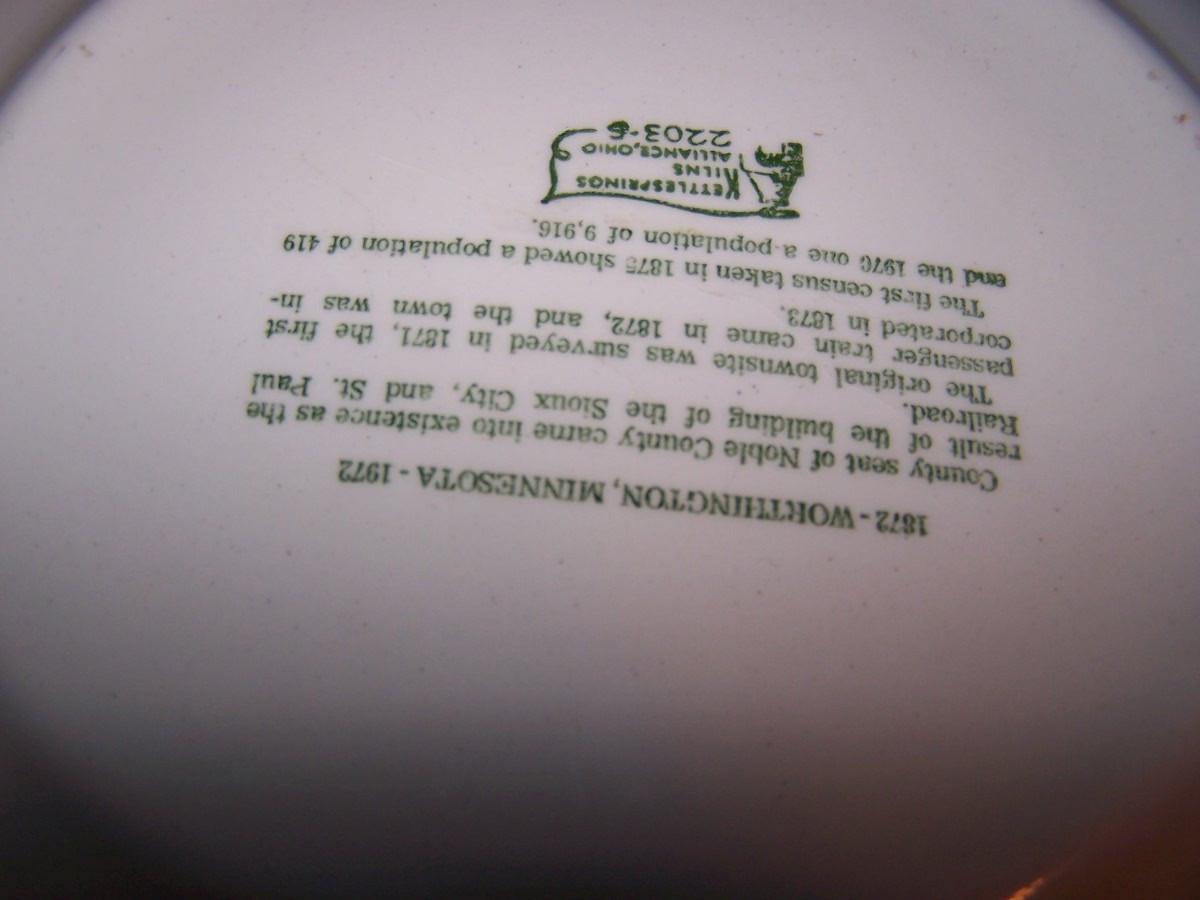 1872 - WORTHINGTON, MINNESOTA - 1972
County seat of Noble County came into existence as the
result of the building of the Sioux City, and St. Paul
Railroad.
The original townsite was surveyed in 1871, the first
passenger train came in 1872, and the town was in-
corporated in 1873.
The first census taken in 1875 showed a population of 419
and the 1970 one a population of 9,916.
KETTLESPRINGS
KILNS
ALLIANCE, OHIO
2203-